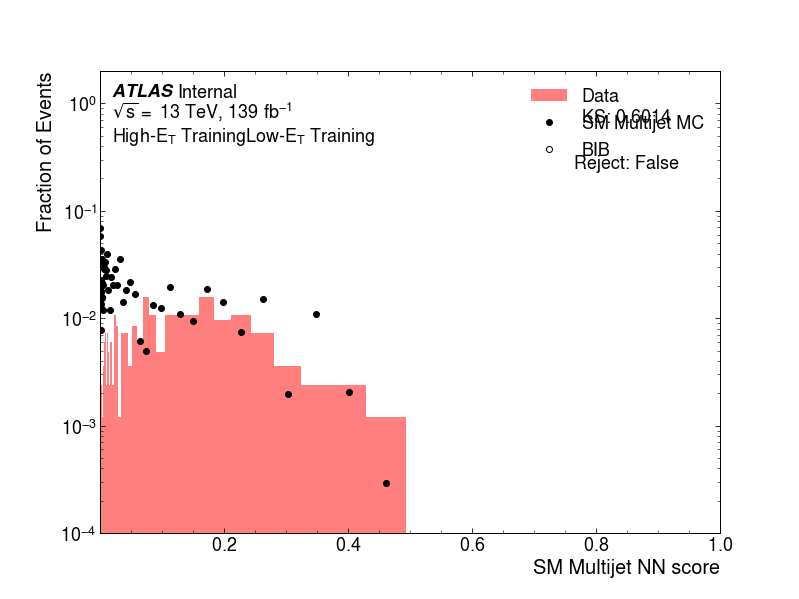 ATLAS Internal
√s = 13 TeV, 139 fb⁻¹
High-E_T TrainingLow-E_T Training
Data
KS: 0.6014
SM Multijet MC
BIB
Reject: False
Fraction of Events
10⁰
10⁻¹
10⁻²
10⁻³
10⁻⁴
0.2 0.4 0.6 0.8 1.0
SM Multijet NN score